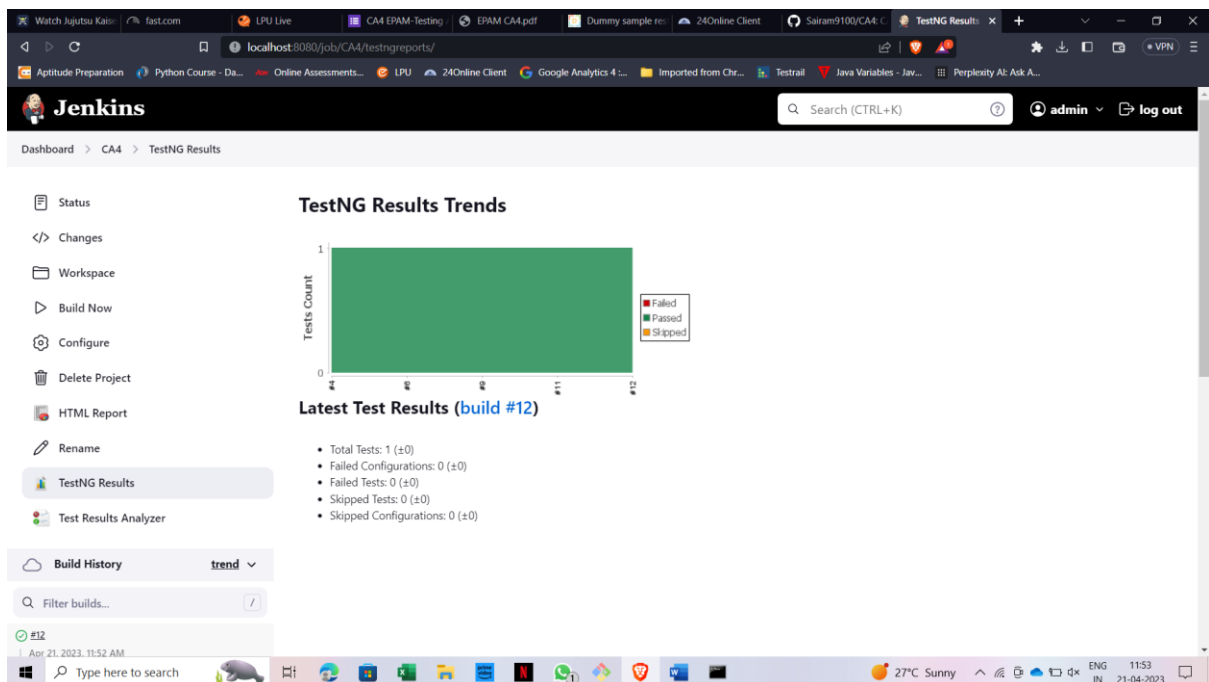 Watch Jujutsu Kaise
fast.com
LPU Live
CA4 EPAM-Testing /
EPAM CA4.pdf
Dummy sample res
24Online Client
Sairam9100/CA4: C
TestNG Results
localhost:8080/job/CA4/testngreports/
VPN
Aptitude Preparation
Python Course - Da...
Online Assessments...
LPU
24Online Client
Google Analytics 4 :...
Imported from Chr...
Testrail
Java Variables - Jav...
Perplexity AI: Ask A...
Jenkins
Search (CTRL+K)
?
admin
log out
Dashboard > CA4 > TestNG Results
Status
</> Changes
Workspace
Build Now
Configure
Delete Project
HTML Report
Rename
TestNG Results
Test Results Analyzer
Build History
trend
Filter builds...
/
#12
Apr 21, 2023, 11:52 AM
TestNG Results Trends
1
Tests Count
0
#4
#6
#9
#11
#12
Failed
Passed
Skipped
Latest Test Results (build #12)
• Total Tests: 1 (±0)
• Failed Configurations: 0 (±0)
• Failed Tests: 0 (±0)
• Skipped Tests: 0 (±0)
• Skipped Configurations: 0 (±0)
Type here to search
27°C Sunny
ENG
IN
11:53
21-04-2023